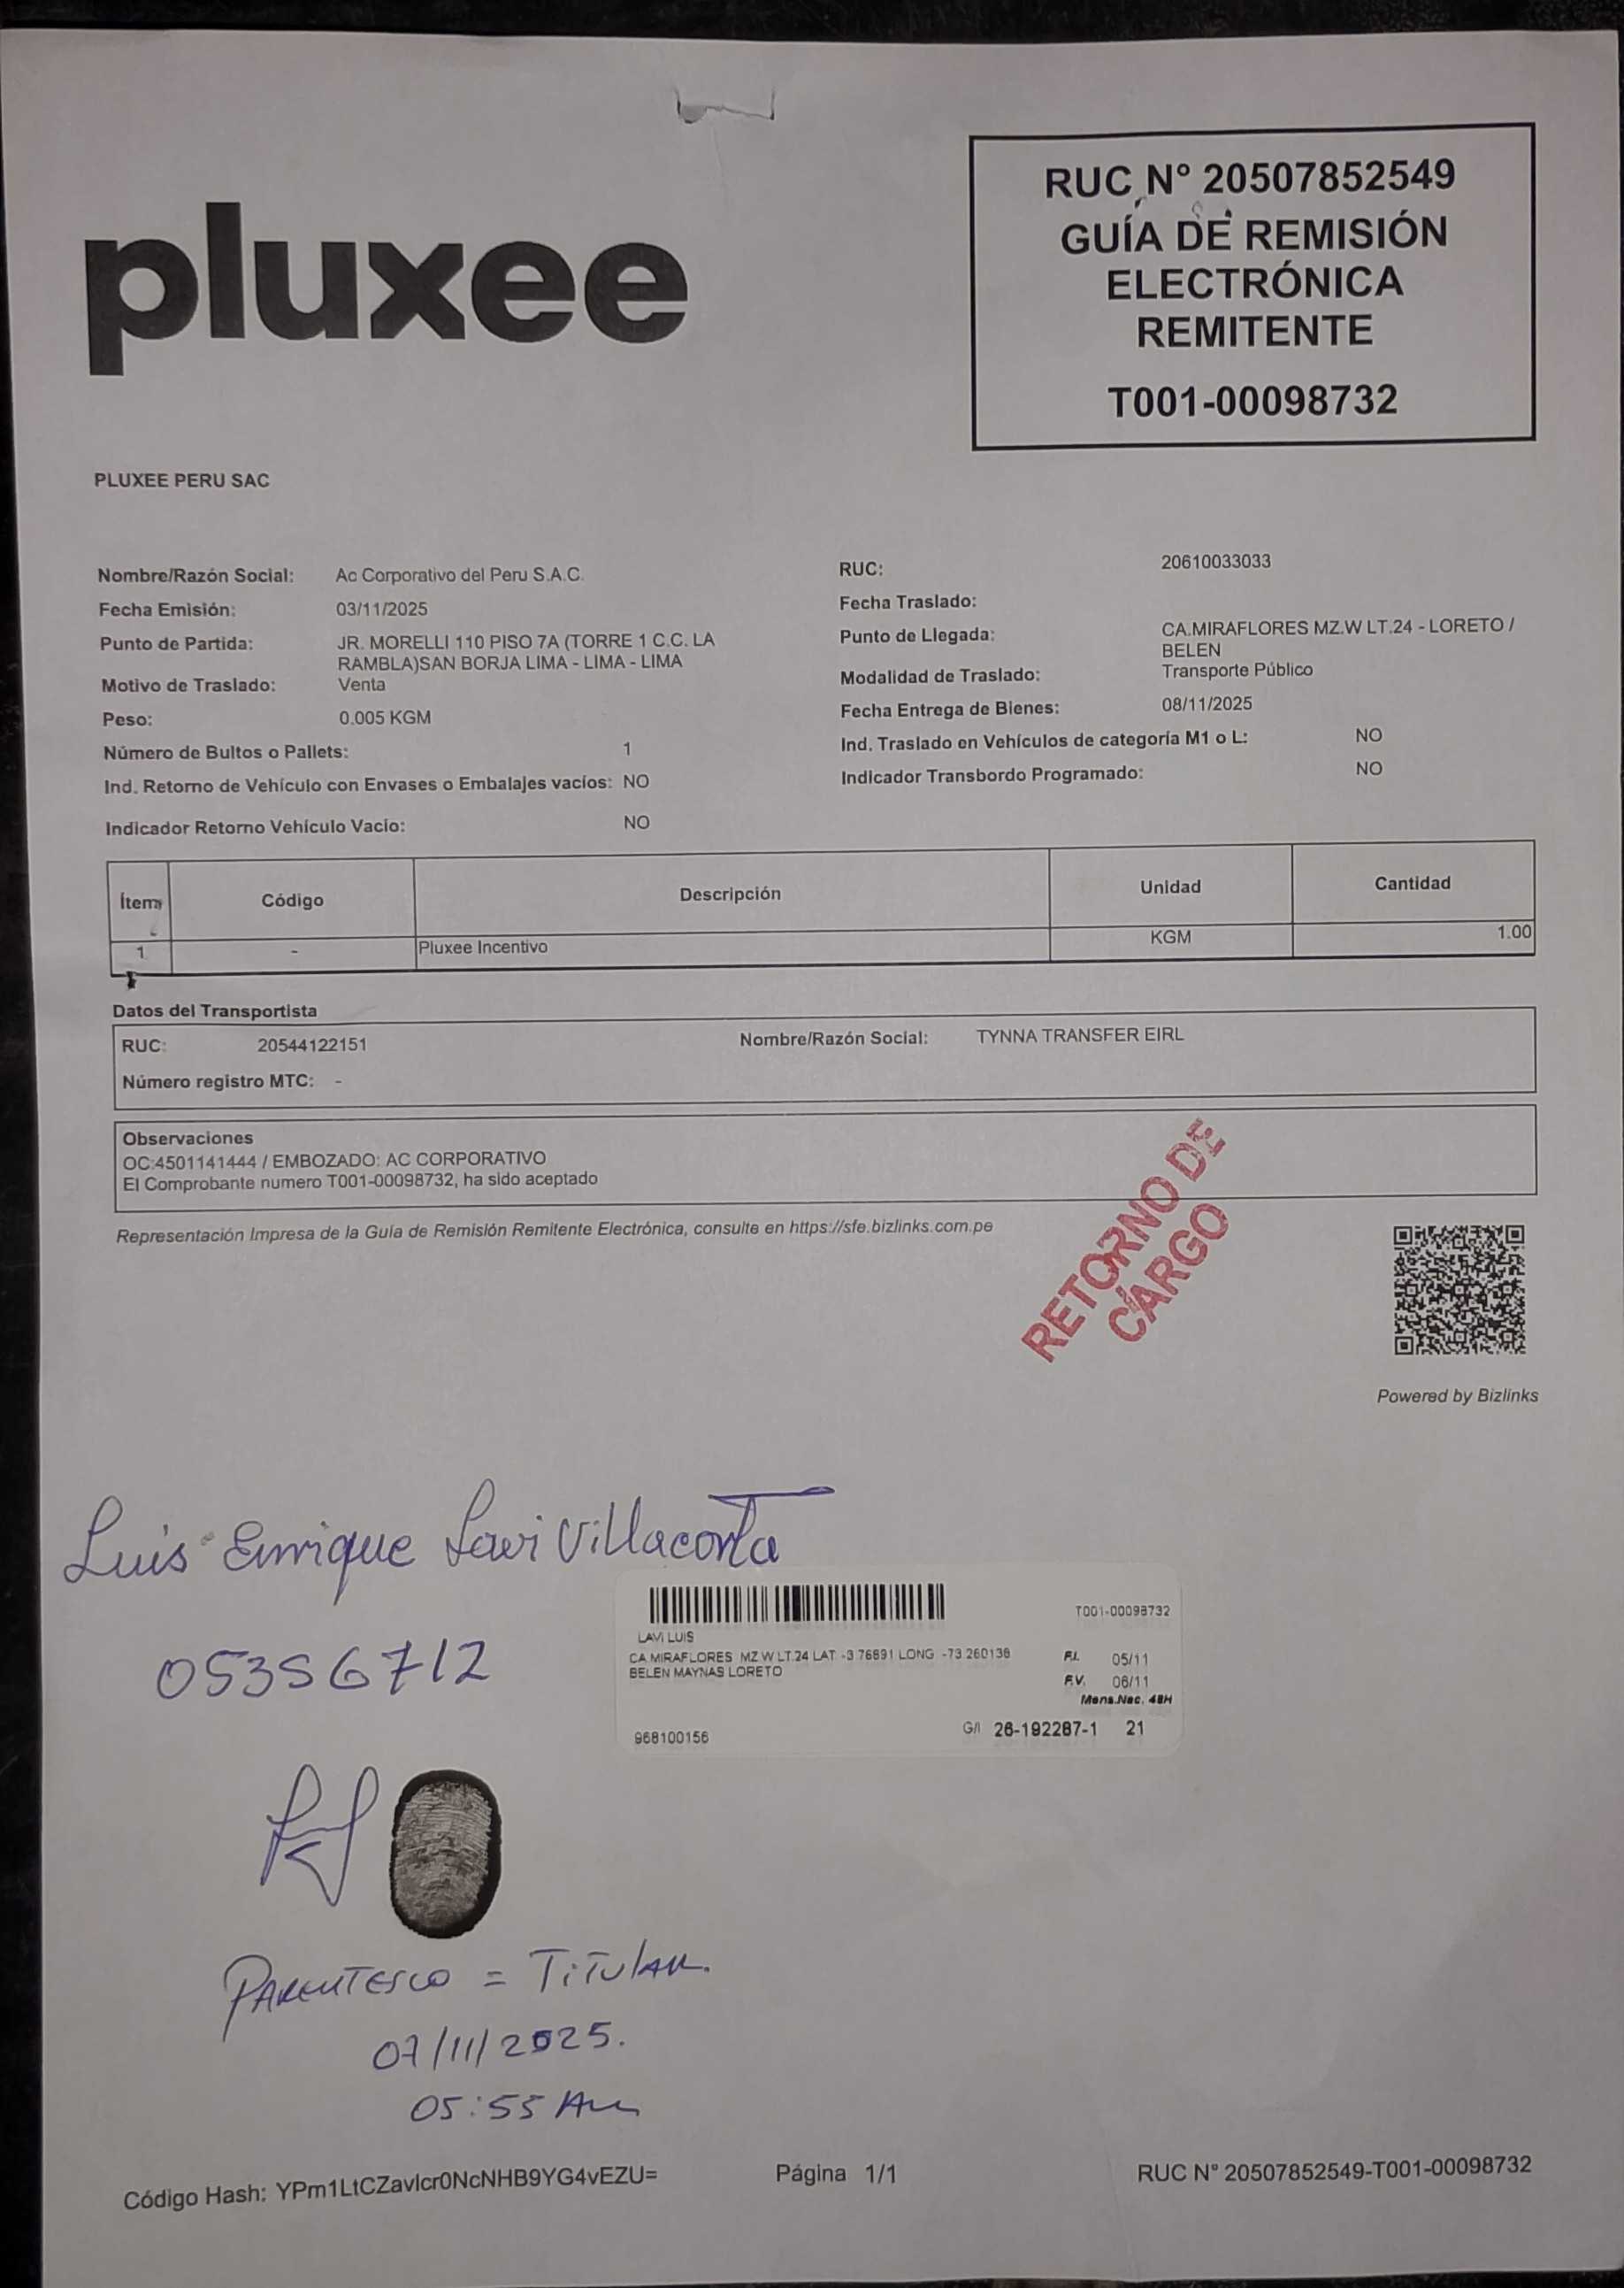 pluxee
RUC N° 20507852549
GUÍA DE REMISIÓN
ELECTRÓNICA
REMITENTE
T001-00098732
PLUXEE PERU SAC
Nombre/Razón Social: Ac Corporativo del Peru S.A.C.
Fecha Emisión: 03/11/2025
Punto de Partida: JR. MORELLI 110 PISO 7A (TORRE 1 C.C. LA
RAMBLA)SAN BORJA LIMA - LIMA - LIMA
Motivo de Traslado: Venta
Peso: 0.005 KGM
Número de Bultos o Pallets: 1
Ind. Retorno de Vehículo con Envases o Embalajes vacíos: NO
Indicador Retorno Vehículo Vacío: NO
RUC: 20610033033
Fecha Traslado:
Punto de Llegada: CA.MIRAFLORES MZ.W LT.24 - LORETO /
BELEN
Modalidad de Traslado: Transporte Público
Fecha Entrega de Bienes: 08/11/2025
Ind. Traslado en Vehículos de categoría M1 o L: NO
Indicador Transbordo Programado: NO
Ítem Código Descripción Unidad Cantidad
1 - Pluxee Incentivo KGM 1.00
Datos del Transportista
RUC: 20544122151 Nombre/Razón Social: TYNNA TRANSFER EIRL
Número registro MTC: -
Observaciones
OC:4501141444 / EMBOZADO: AC CORPORATIVO
El Comprobante numero T001-00098732, ha sido aceptado
Representación Impresa de la Guía de Remisión Remitente Electrónica, consulte en https://sfe.bizlinks.com.pe
RETORNO DE
CARGO
Powered by Bizlinks
Luis Enrique Lavi Villacorta
05356712
T001-00098732
LAVI LUIS
CA.MIRAFLORES MZ.W LT.24 LAT -3.76891 LONG -73.260136
BELEN MAYNAS LORETO
F.I. 05/11
F.V. 06/11
Mens.Nac. 48H
968100156 G/I 26-192287-1 21
PARENTESCO = TiTULAR.
07/11/2025.
05:55 Am
Código Hash: YPm1LtCZavlcr0NcNHB9YG4vEZU= Página 1/1 RUC N° 20507852549-T001-00098732